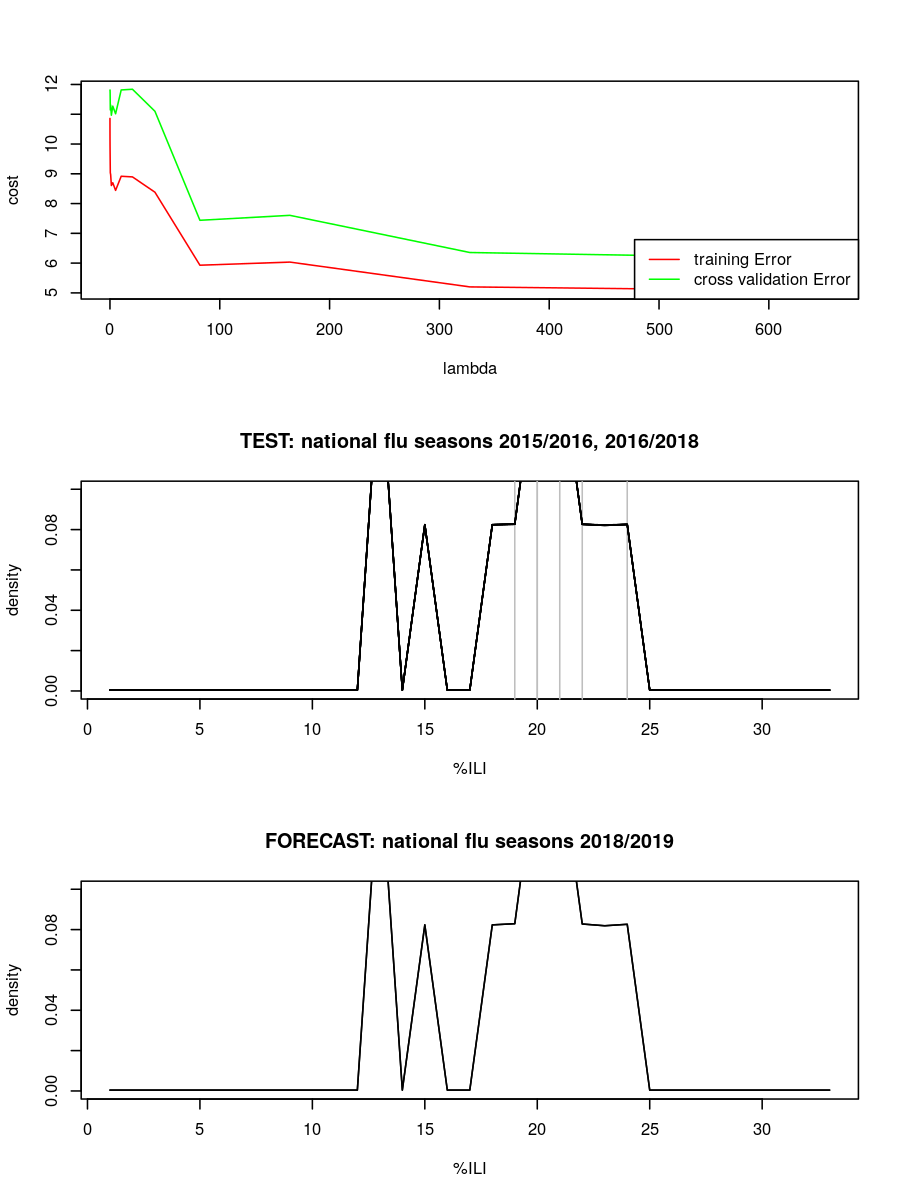 12
10
9
8
7
6
5
cost
training Error
cross validation Error
0 100 200 300 400 500 600
lambda
TEST: national flu seasons 2015/2016, 2016/2018
0.08
0.04
0.00
density
0 5 10 15 20 25 30
%ILI
FORECAST: national flu seasons 2018/2019
0.08
0.04
0.00
density
0 5 10 15 20 25 30
%ILI